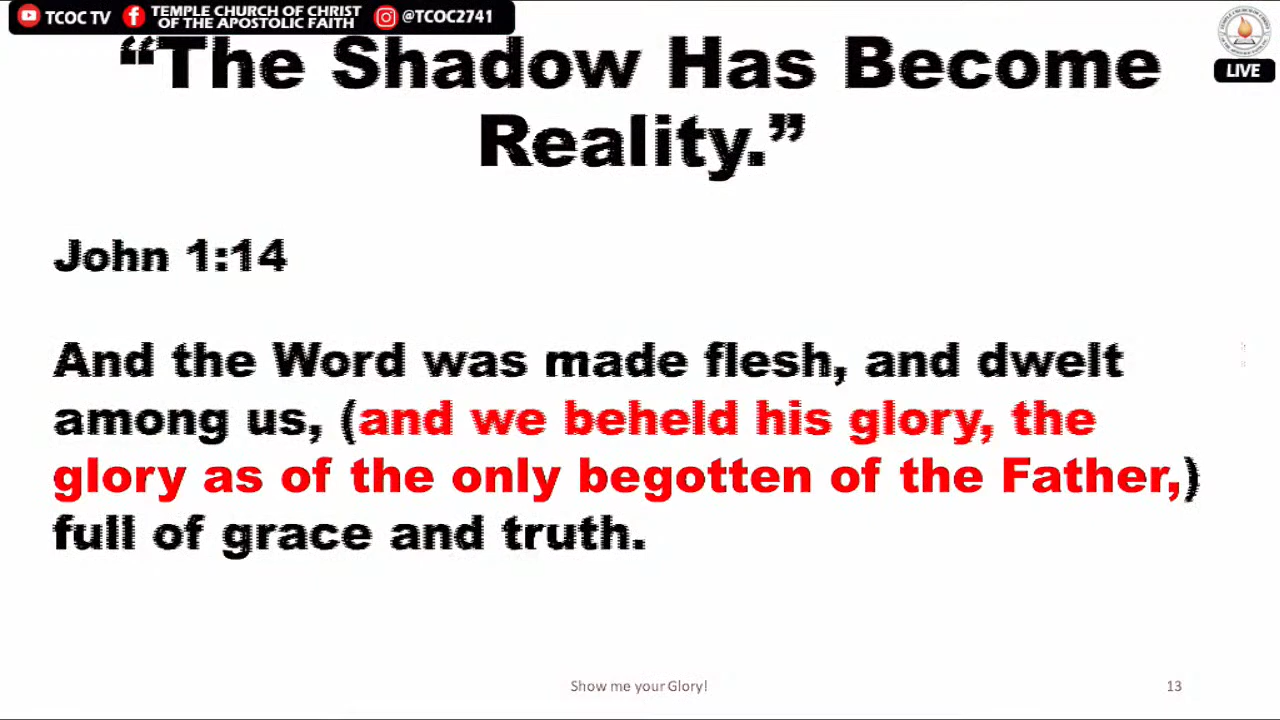 TCOC TV
TEMPLE CHURCH OF CHRIST
OF THE APOSTOLIC FAITH
@TCOC2741
LIVE
“The Shadow Has Become
Reality.”
John 1:14
And the Word was made flesh, and dwelt
among us, (and we beheld his glory, the
glory as of the only begotten of the Father,)
full of grace and truth.
Show me your Glory!
13